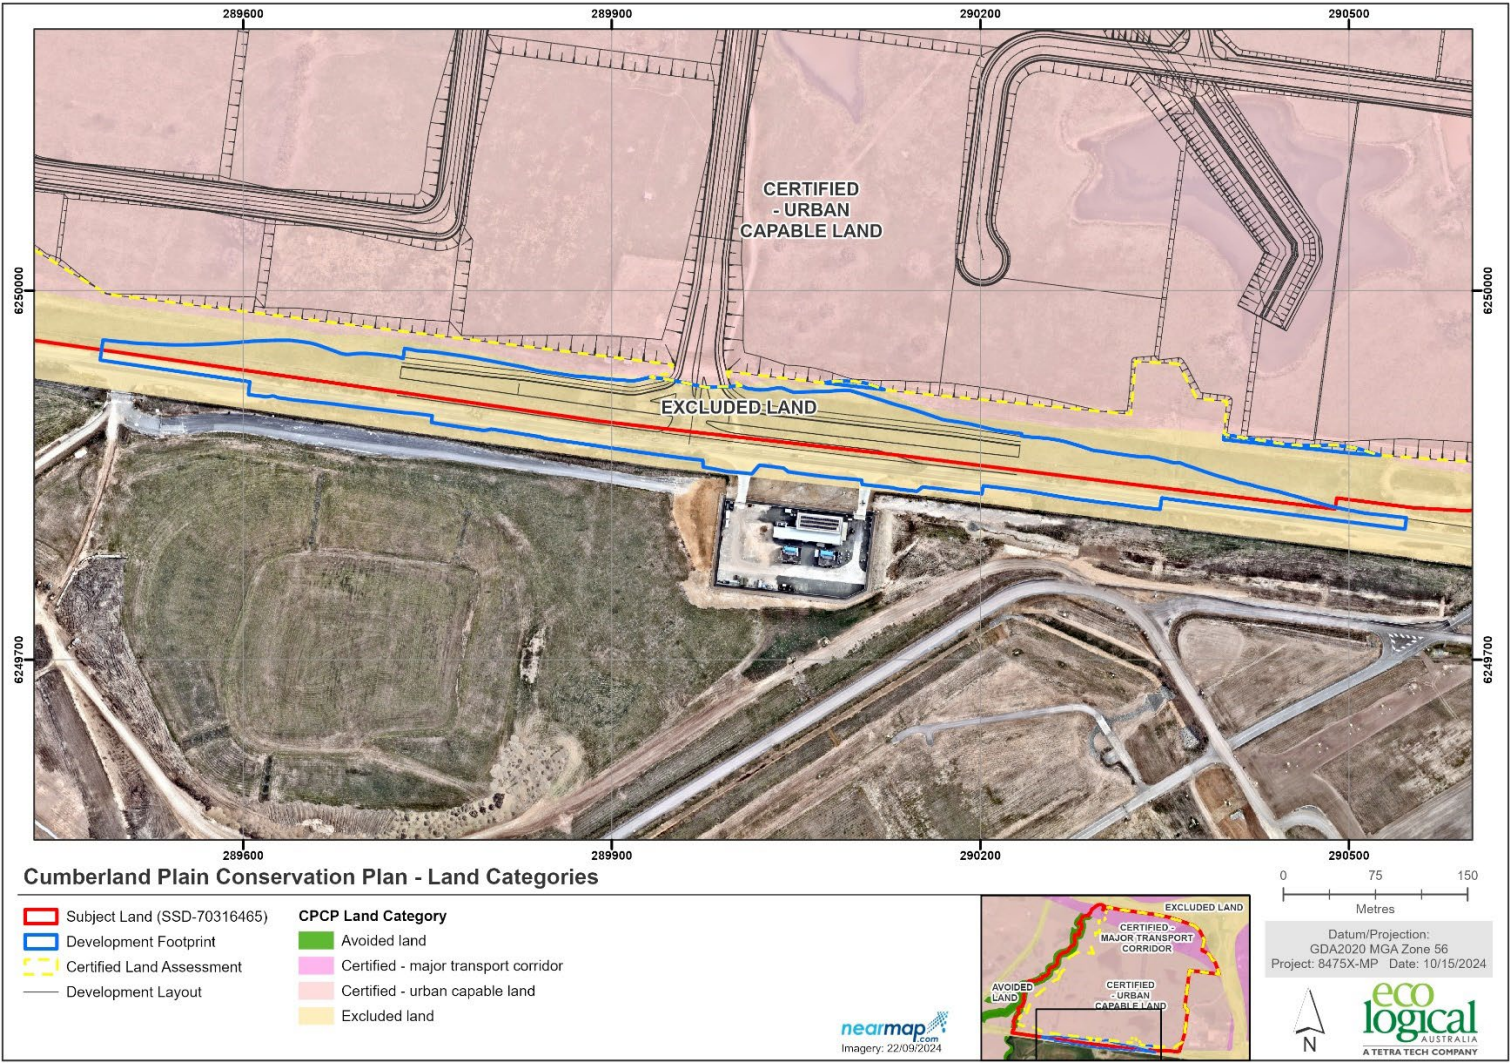 289600
289900
290200
290500
CERTIFIED
- URBAN
CAPABLE LAND
6250000
6250000
EXCLUDED LAND
6249700
6249700
289600
289900
290200
290500
Cumberland Plain Conservation Plan - Land Categories
Subject Land (SSD-70316465)
Development Footprint
Certified Land Assessment
Development Layout
CPCP Land Category
Avoided land
Certified - major transport corridor
Certified - urban capable land
Excluded land
nearmap.com
Imagery: 22/09/2024
EXCLUDED LAND
CERTIFIED -
MAJOR TRANSPORT
CORRIDOR
AVOIDED
LAND
CERTIFIED
- URBAN
CAPABLE LAND
0 75 150
Metres
Datum/Projection:
GDA2020 MGA Zone 56
Project: 8475X-MP Date: 10/15/2024
N
eco
logical
AUSTRALIA
A TETRA TECH COMPANY